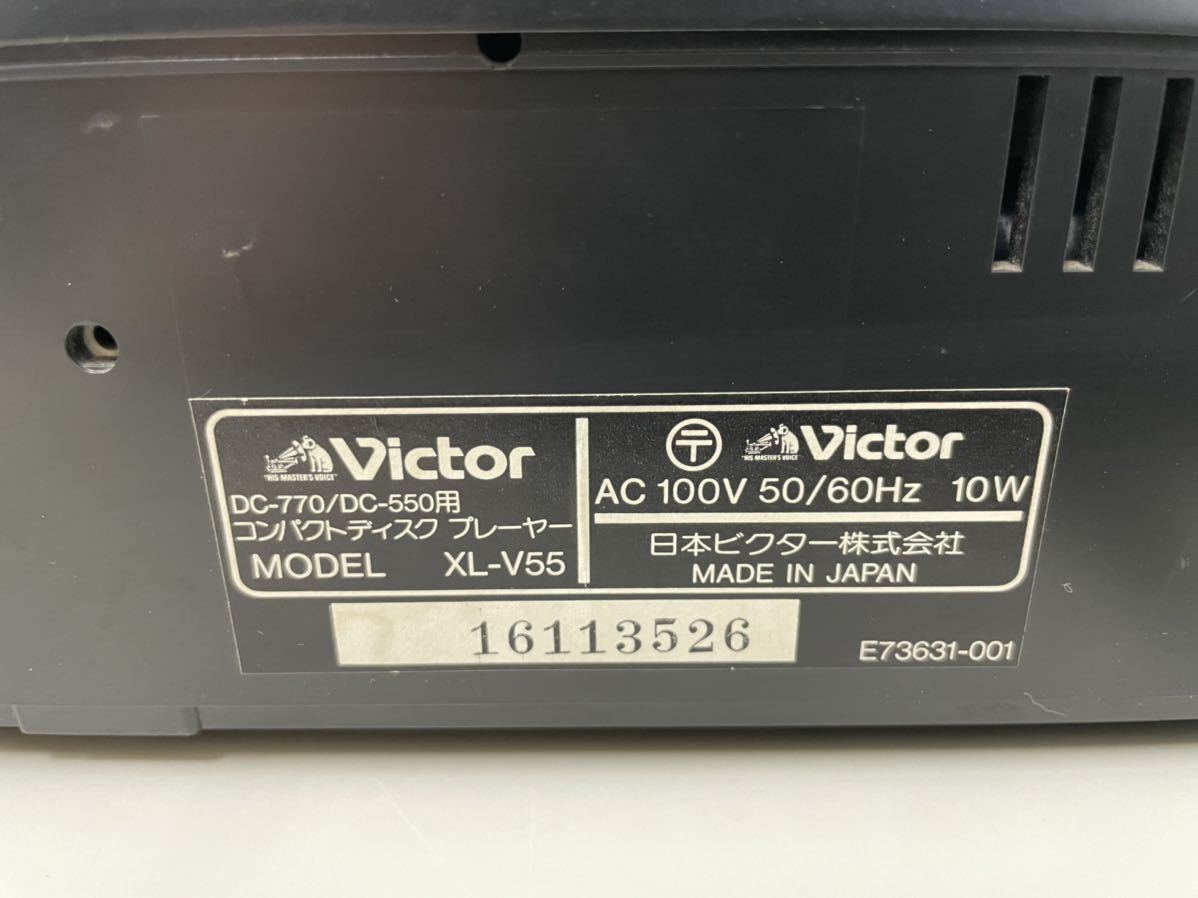 "HIS MASTER'S VOICE" Victor
DC-770/DC-550用
コンパクトディスク プレーヤー
MODEL XL-V55
〒 "HIS MASTER'S VOICE" Victor
AC 100V 50/60Hz 10W
日本ビクター株式会社
MADE IN JAPAN
16113526
E73631-001